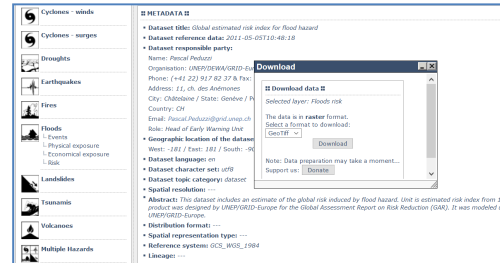 Cyclones - winds
Cyclones - surges
Droughts
Earthquakes
Fires
Floods
Events
Physical exposure
Economical exposure
Risk
Landslides
Tsunamis
Volcanoes
Multiple Hazards
METADATA
Dataset title: Global estimated risk index for flood hazard
Dataset reference data: 2011-05-05T10:48:18
Dataset responsible party:
Name: Pascal Peduzzi
Organisation: UNEP/DEWA/GRID-Eur
Phone: (+41 22) 917 82 37 & Fax:
Address: 11, ch. des Anémones
City: Châtelaine / State: Genève / P
Country: CH
Email: Pascal.Peduzzi@grid.unep.ch
Role: Head of Early Warning Unit
Geographic location of the datase
West: -181 / East: 181 / South: -90
Dataset language: en
Dataset character set: utf8
Dataset topic category: dataset
Spatial resolution: ---
Abstract: This dataset includes an estimate of the global risk induced by flood hazard. Unit is estimated risk index from 1
product was designed by UNEP/GRID-Europe for the Global Assessment Report on Risk Reduction (GAR). It was modeled
UNEP/GRID-Europe.
Distribution format: ---
Spatial representation type: ---
Reference system: GCS_WGS_1984
Lineage: ---
Download
Download data
Selected layer: Floods risk
The data is in raster format.
Select a format to download:
GeoTiff
Download
Note: Data preparation may take a moment...
Support us: Donate